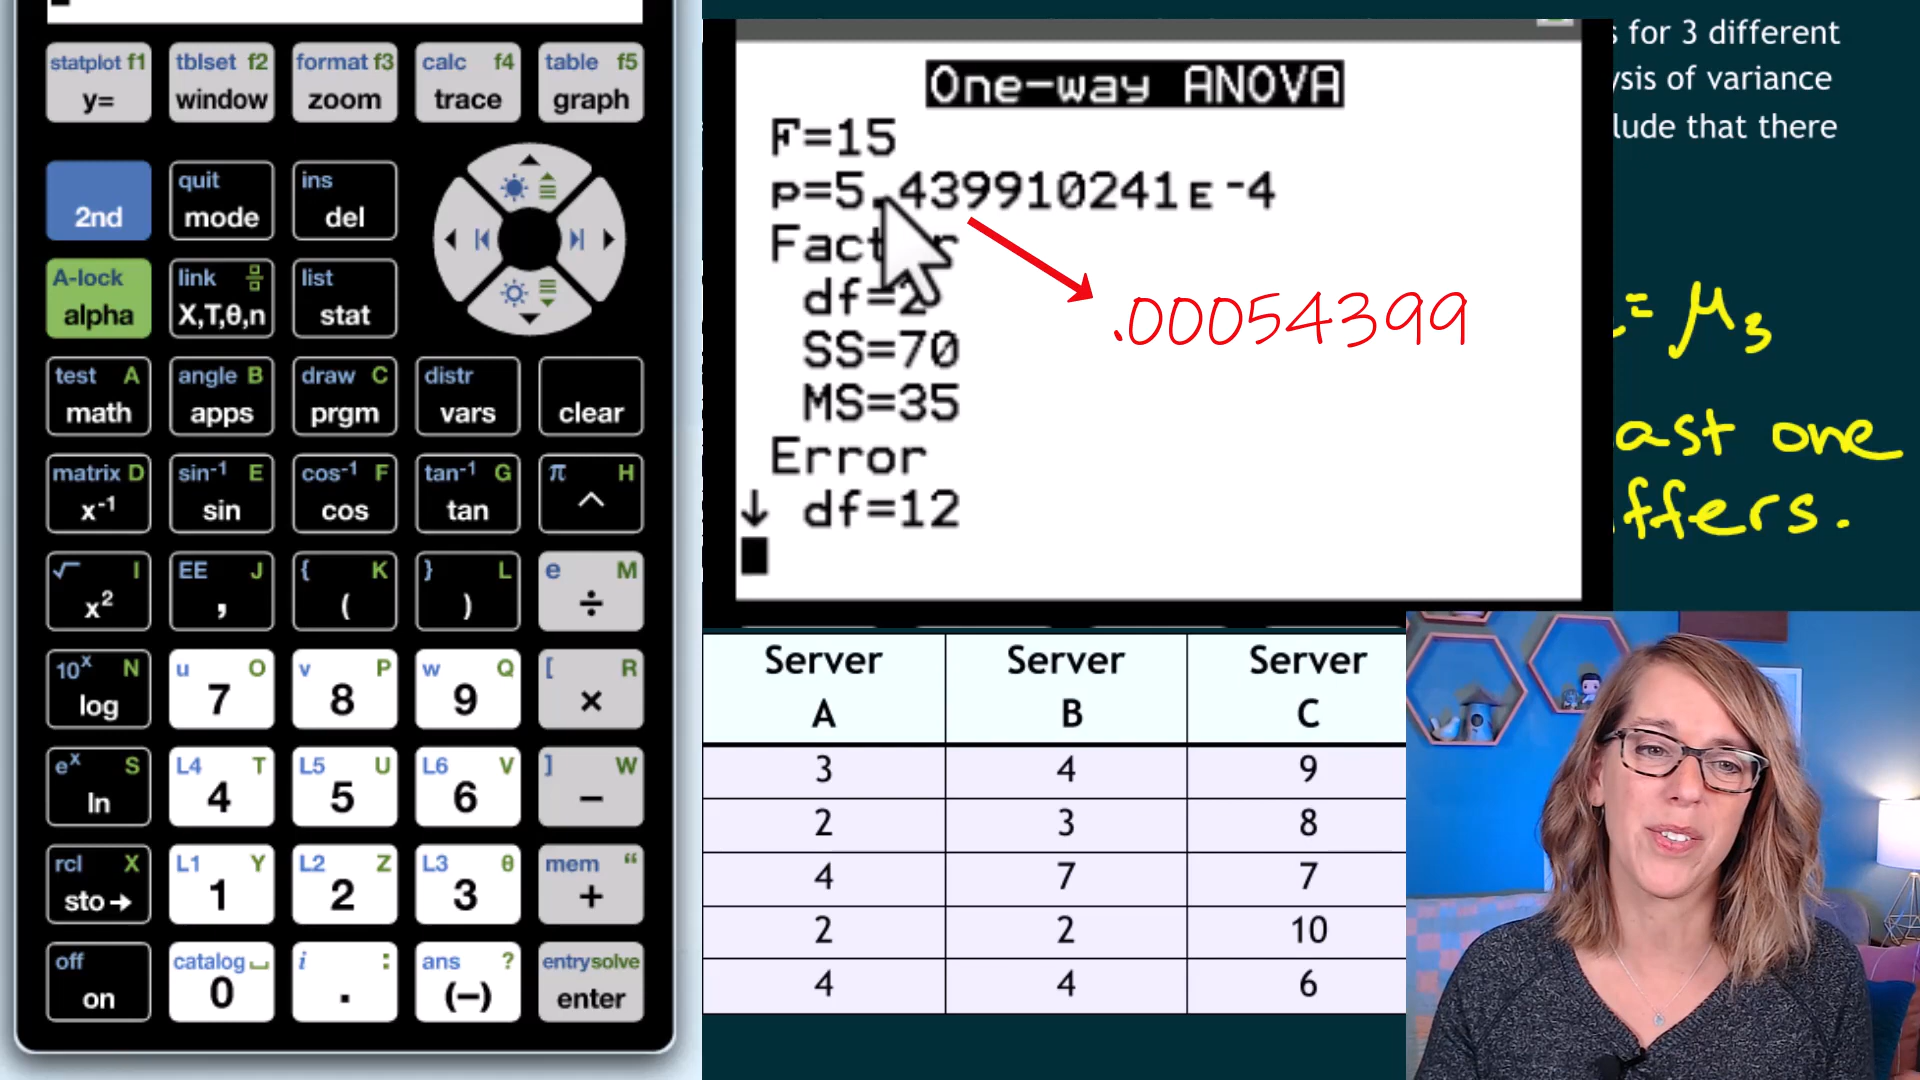 statplot f1 tblset f2 format f3 calc f4 table f5
y= window zoom trace graph
quit ins
2nd mode del
A-lock link list
alpha X,T,θ,n stat
test A angle B draw C distr
math apps prgm vars clear
matrix D sin-1 E cos-1 F tan-1 G π H
x-1 sin cos tan ^
√ I EE J { K } L e M
x2 , ( ) ÷
10x N u O v P w Q [ R
log 7 8 9 ×
ex S L4 T L5 U L6 V ] W
ln 4 5 6 −
rcl X L1 Y L2 Z L3 θ mem “
sto→ 1 2 3 +
off catalog i : ans ? entry solve
on 0 . (−) enter
One-way ANOVA
F=15
p=5.439910241E-4
Factor
df=2
SS=70
MS=35
Error
↓ df=12
.00054399
for 3 different
sis of variance
lude that there
= μ3
ast one
ffers.
Server A Server B Server C
3 4 9
2 3 8
4 7 7
2 2 10
4 4 6